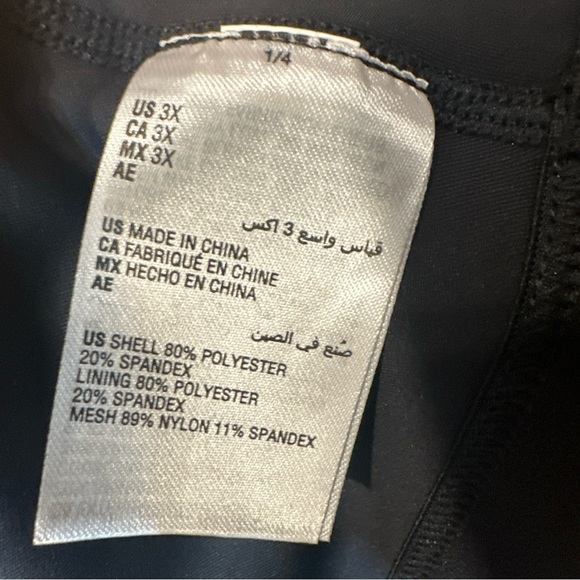 1/4
US 3X
CA 3X
MX 3X
AE
قياس واسع 3 اكس
US MADE IN CHINA
CA FABRIQUÉ EN CHINE
MX HECHO EN CHINA
AE
صُنع في الصين
US SHELL 80% POLYESTER
20% SPANDEX
LINING 80% POLYESTER
20% SPANDEX
MESH 89% NYLON 11% SPANDEX